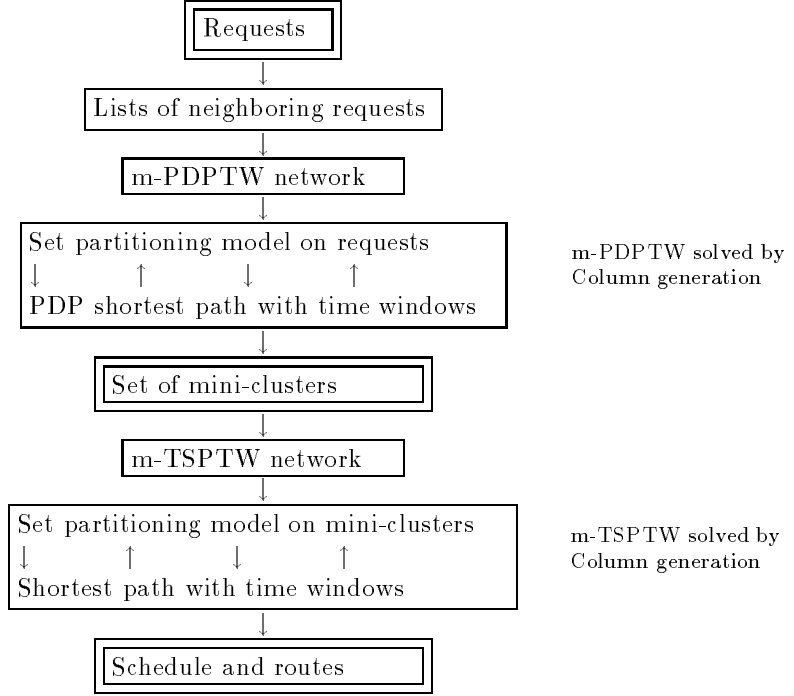 Requests
Lists of neighboring requests
m-PDPTW network
Set partitioning model on requests
PDP shortest path with time windows
m-PDPTW solved by
Column generation
Set of mini-clusters
m-TSPTW network
Set partitioning model on mini-clusters
Shortest path with time windows
m-TSPTW solved by
Column generation
Schedule and routes